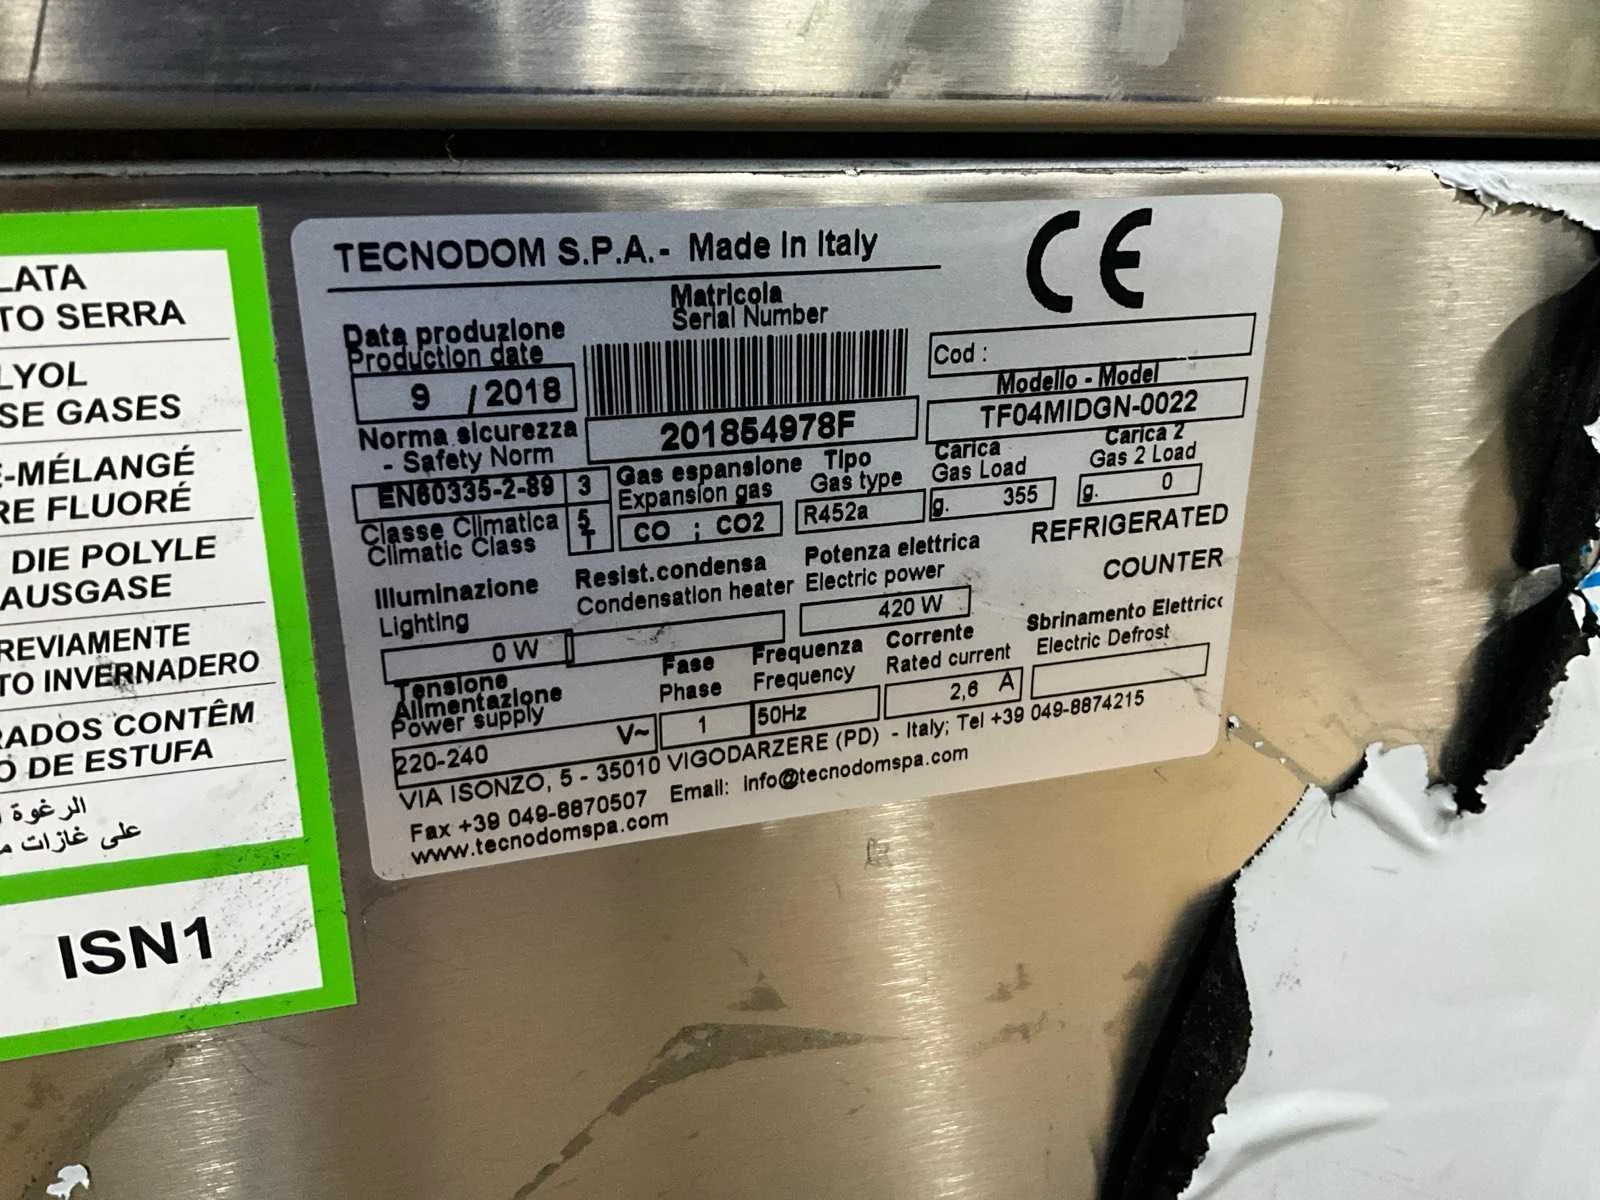 LATA
TO SERRA
LYOL
SE GASES
E-MÉLANGÉ
RE FLUORÉ
DIE POLYLE
AUSGASE
REVIAMENTE
TO INVERNADERO
RADOS CONTÊM
O DE ESTUFA
الرغوة
على غازات
ISN1
TECNODOM S.P.A.- Made In Italy
CE
Matricola
Serial Number
Data produzione
Production date
9 / 2018
201854978F
Cod :
Modello - Model
TF04MIDGN-0022
Norma sicurezza
- Safety Norm
EN60335-2-89 3
Classe Climatica
Climatic Class
5
T
Gas espansione
Expansion gas
CO ; CO2
Tipo
Gas type
R452a
Carica
Gas Load
g. 355
Carica 2
Gas 2 Load
g. 0
REFRIGERATED
COUNTER
Illuminazione
Lighting
0 W
Resist.condensa
Condensation heater
Potenza elettrica
Electric power
420 W
Tensione
Alimentazione
Power supply
220-240 V~
Fase
Phase
1
Frequenza
Frequency
50Hz
Corrente
Rated current
2,6 A
Sbrinamento Elettrico
Electric Defrost
VIA ISONZO, 5 - 35010 VIGODARZERE (PD) - Italy; Tel +39 049-8874215
Fax +39 049-8870507 Email: info@tecnodomspa.com
www.tecnodomspa.com